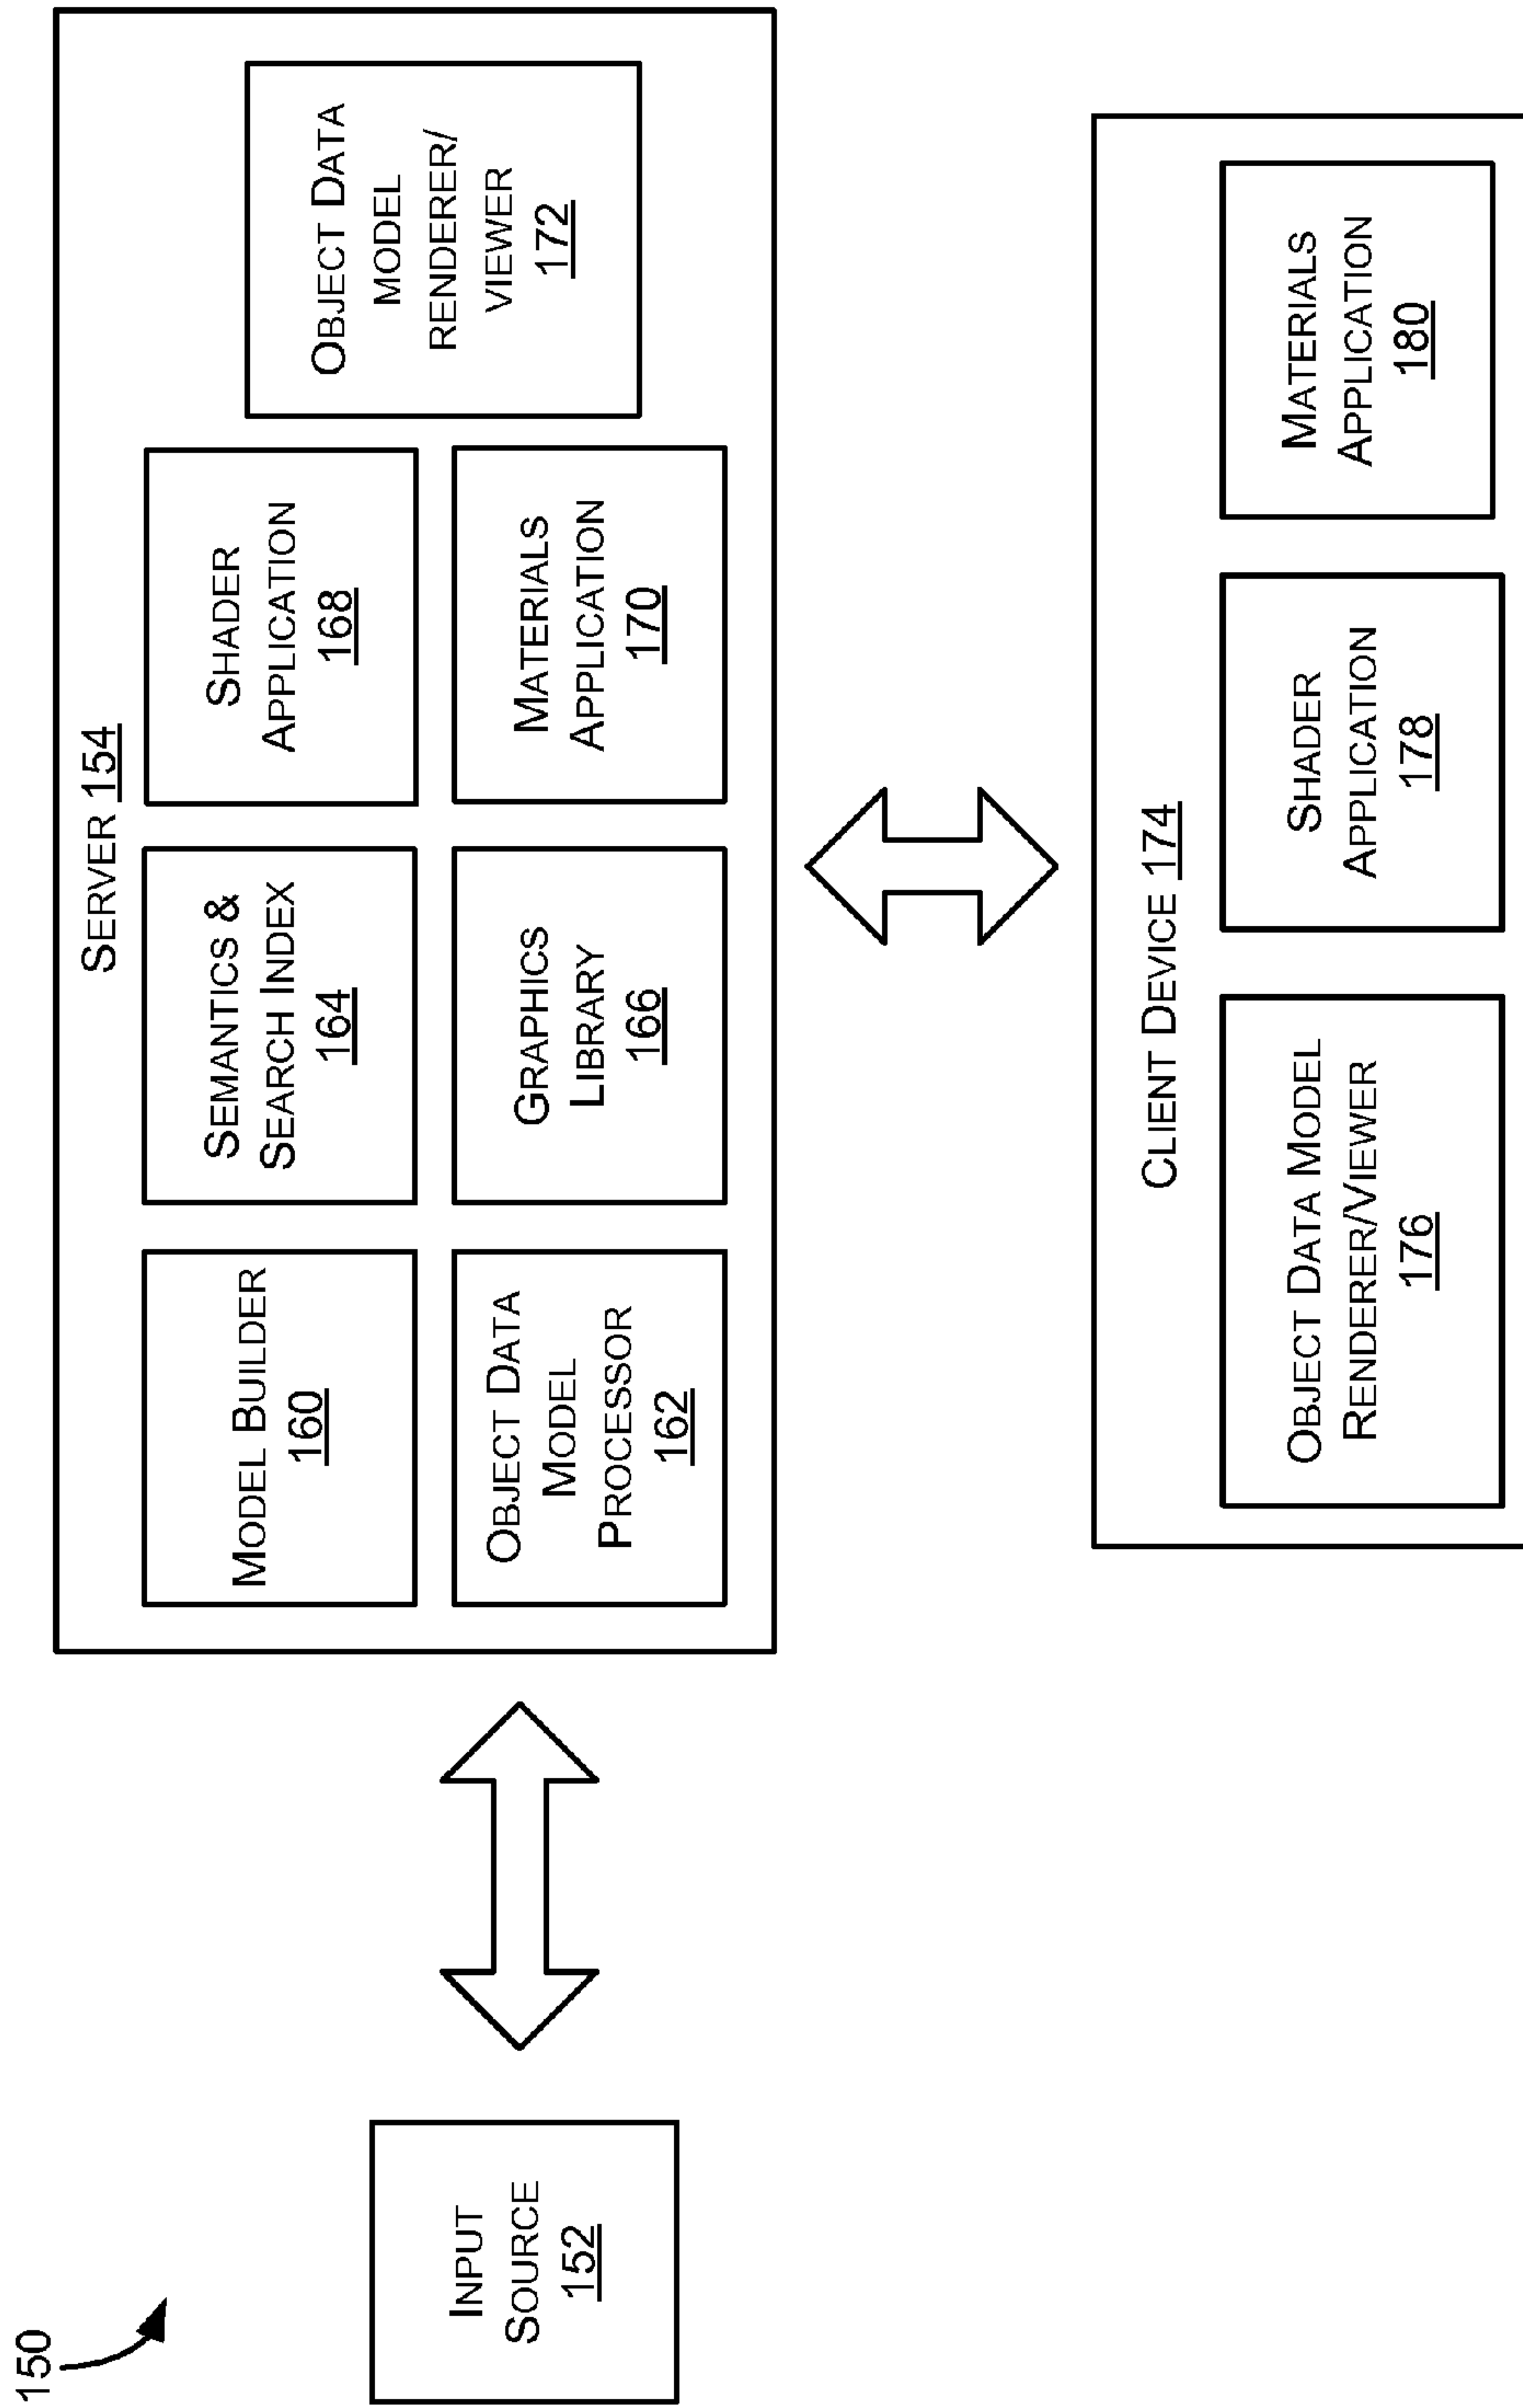 150
INPUT
SOURCE
152
SERVER 154
MODEL BUILDER
160
OBJECT DATA
MODEL
PROCESSOR
162
SEMANTICS &
SEARCH INDEX
164
GRAPHICS
LIBRARY
166
SHADER
APPLICATION
168
MATERIALS
APPLICATION
170
OBJECT DATA
MODEL
RENDERER/
VIEWER
172
CLIENT DEVICE 174
OBJECT DATA MODEL
RENDERER/VIEWER
176
SHADER
APPLICATION
178
MATERIALS
APPLICATION
180